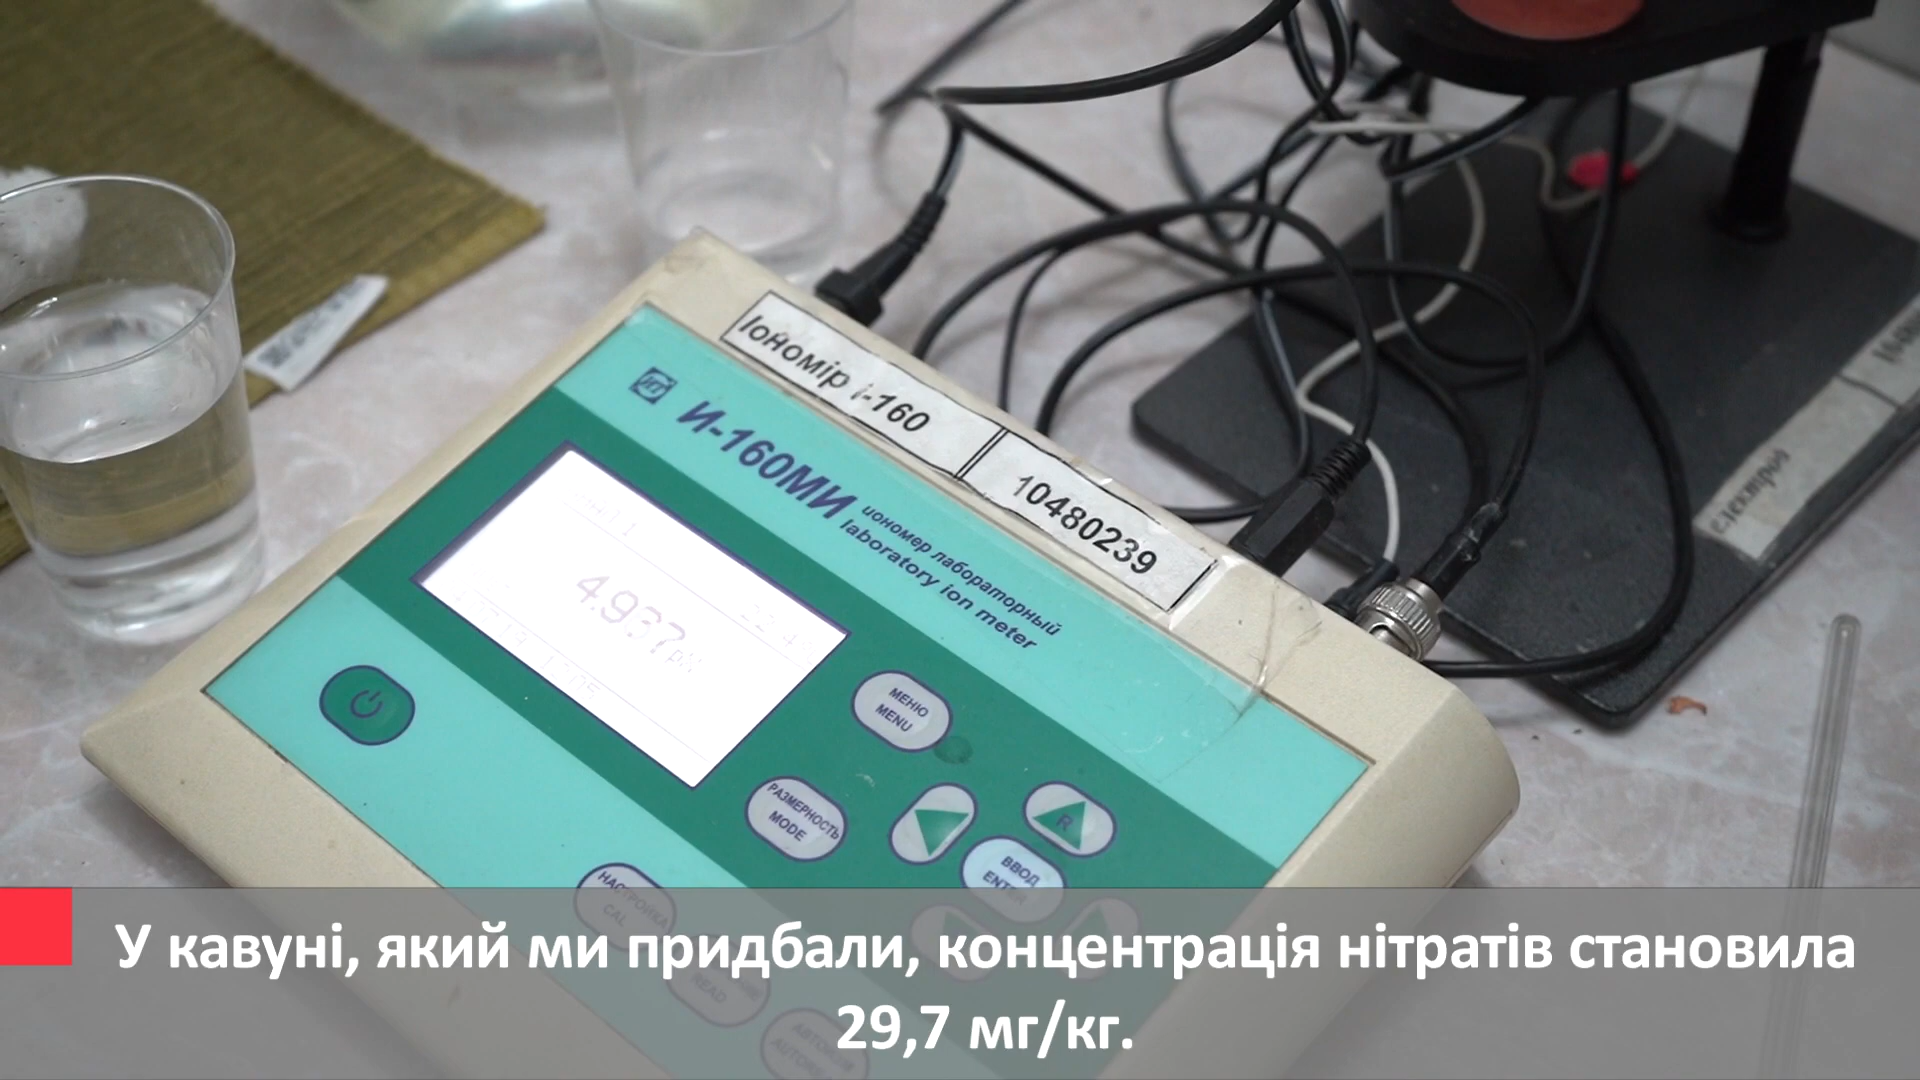 Іономір і-160
10480239
И-160МИ
иономер лабораторный
laboratory ion meter
4.937
МЕНЮ
MENU
РАЗМЕРНОСТЬ
MODE
R
ВВОД
ENTER
НАСТРОЙКА
CAL
READ
У кавуні, який ми придбали, концентрація нітратів становила
29,7 мг/кг.